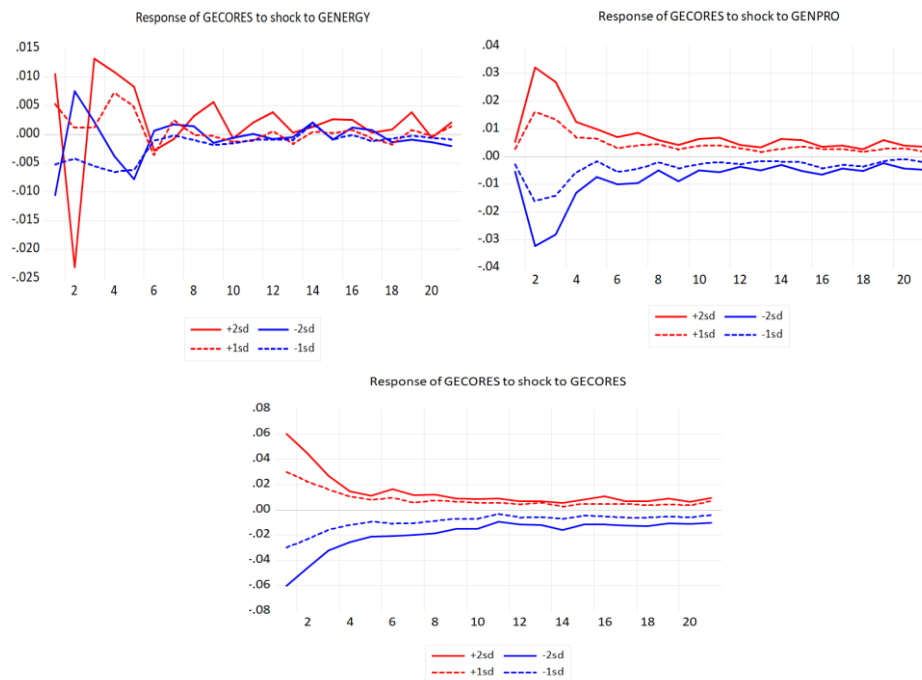 Response of GECORES to shock to GENERGY
.015
.010
.005
.000
-.005
-.010
-.015
-.020
-.025
2 4 6 8 10 12 14 16 18 20
+2sd -2sd
+1sd -1sd
Response of GECORES to shock to GENPRO
.04
.03
.02
.01
.00
-.01
-.02
-.03
-.04
2 4 6 8 10 12 14 16 18 20
+2sd -2sd
+1sd -1sd
Response of GECORES to shock to GECORES
.08
.06
.04
.02
.00
-.02
-.04
-.06
-.08
2 4 6 8 10 12 14 16 18 20
+2sd -2sd
+1sd -1sd